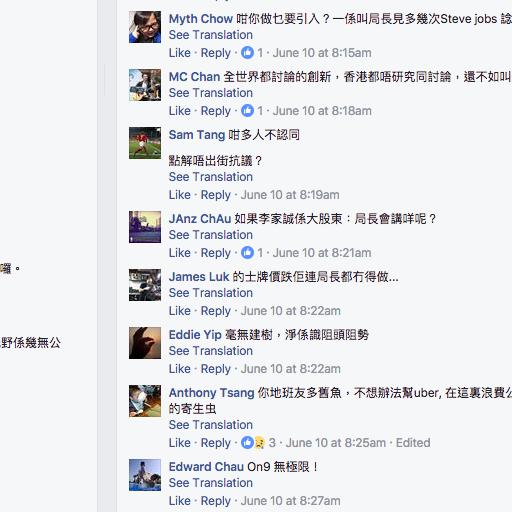 Myth Chow 咁你做乜要引入？一係叫局長見多幾次Steve jobs 諗
See Translation
Like · Reply · 1 · June 10 at 8:15am
MC Chan 全世界都討論的創新，香港都唔研究同討論，還不如叫
See Translation
Like · Reply · 1 · June 10 at 8:18am
Sam Tang 咁多人不認同
點解唔出街抗議？
See Translation
Like · Reply · June 10 at 8:19am
JAnz ChAu 如果李家誠係大股東：局長會講咩呢？
See Translation
Like · Reply · 1 · June 10 at 8:21am
囉。
James Luk 的士牌價跌佢連局長都冇得做...
See Translation
Like · Reply · June 10 at 8:22am
野係幾無公
Eddie Yip 毫無建樹，淨係識阻頭阻勢
See Translation
Like · Reply · June 10 at 8:22am
Anthony Tsang 你地班友多舊魚，不想辦法幫uber, 在這裏浪費公
的寄生虫
See Translation
Like · Reply · 3 · June 10 at 8:25am · Edited
Edward Chau On9 無極限！
See Translation
Like · Reply · June 10 at 8:27am